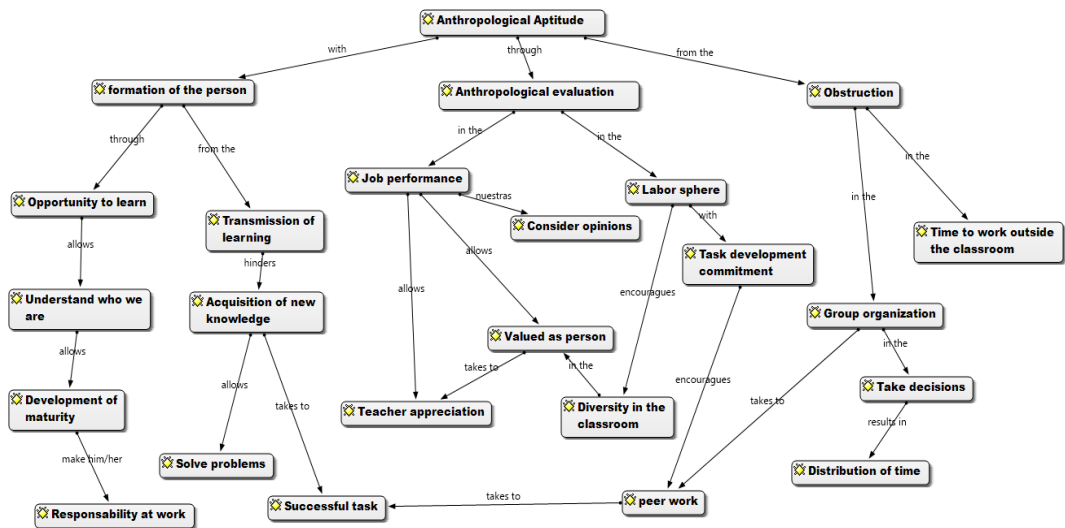 Anthropological Aptitude
with
through
from the
formation of the person
Anthropological evaluation
Obstruction
through
from the
in the
in the
in the
in the
Job performance
Labor sphere
nuestras
Opportunity to learn
Transmission of
learning
Consider opinions
with
Time to work outside
the classroom
allows
hinders
allows
Task development
commitment
allows
encouragues
Understand who we
are
Acquisition of new
knowledge
Group organization
Valued as person
in the
allows
allows
takes to
in the
encouragues
Take decisions
takes to
takes to
Development of
maturity
Teacher appreciation
Diversity in the
classroom
results in
make him/her
Solve problems
Distribution of time
Responsability at work
Successful task
takes to
peer work